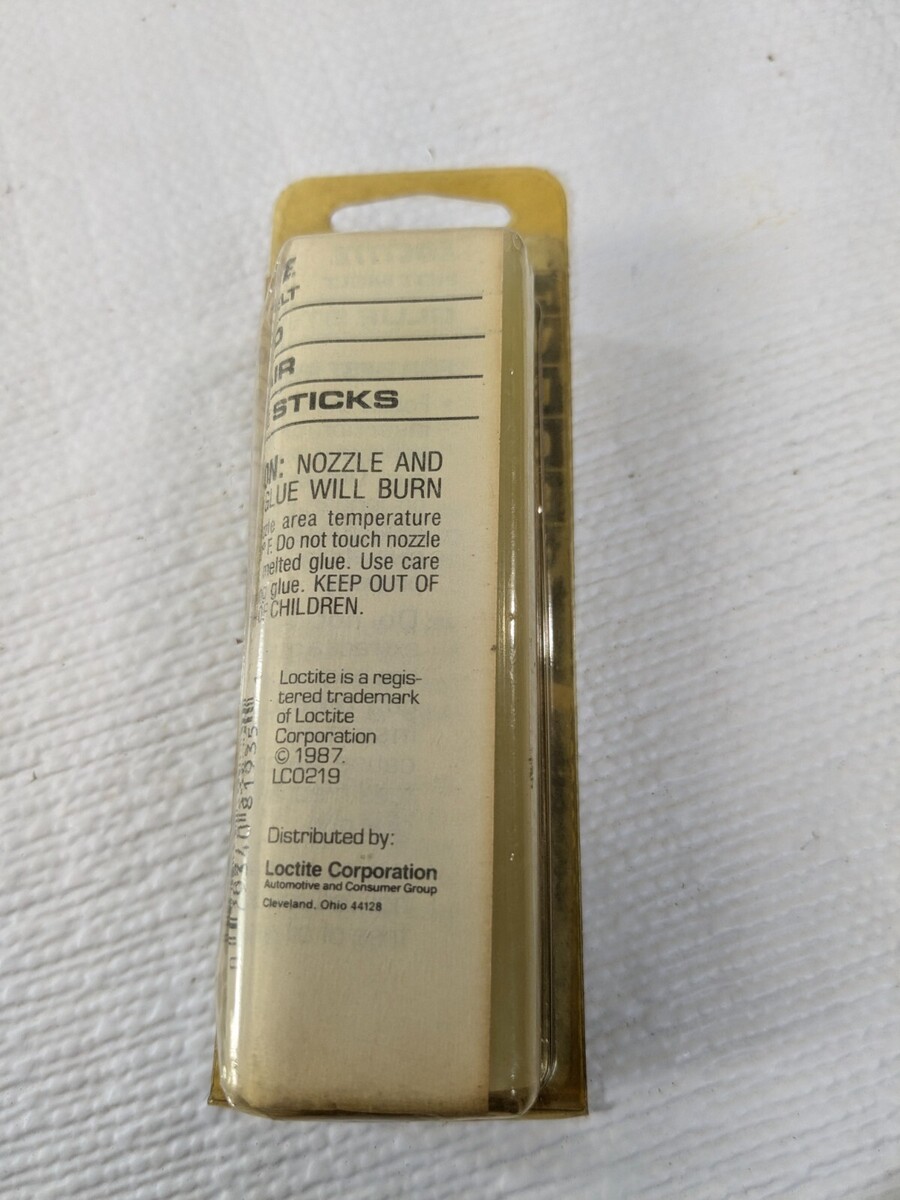 E
ELT
O
IR
STICKS
ON: NOZZLE AND
GLUE WILL BURN
area temperature
°F. Do not touch nozzle
melted glue. Use care
glue. KEEP OUT OF
CHILDREN.
Loctite is a regis-
tered trademark
of Loctite
Corporation
© 1987.
LC0219
Distributed by:
Loctite Corporation
Automotive and Consumer Group
Cleveland, Ohio 44128